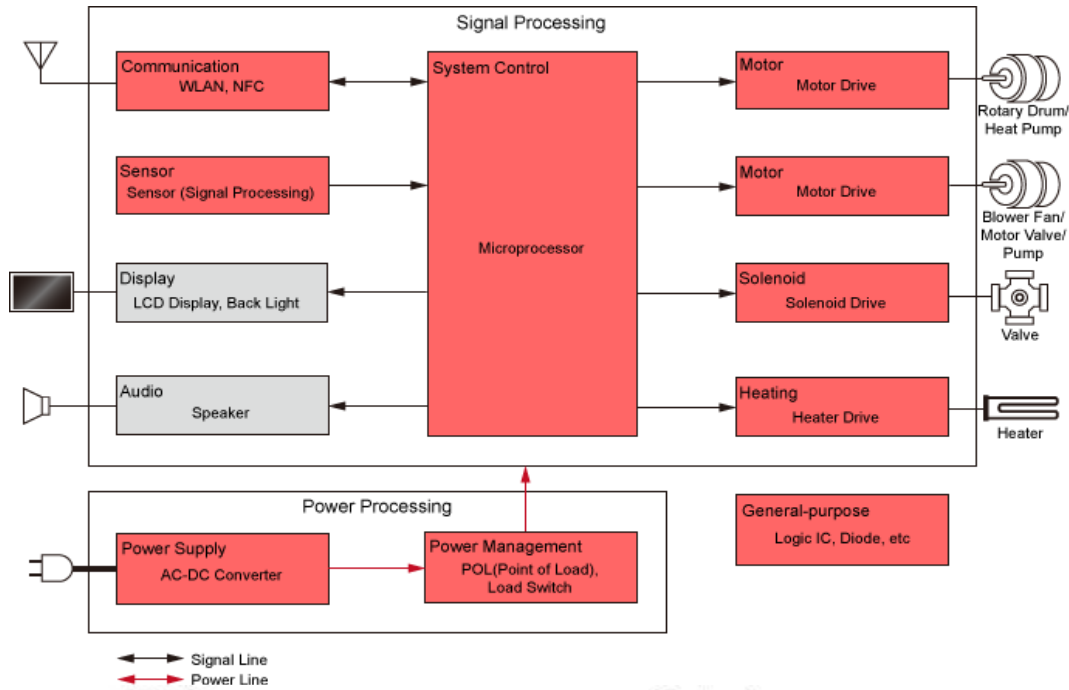 Signal Processing
Communication
WLAN, NFC
System Control
Microprocessor
Motor
Motor Drive
Rotary Drum/
Heat Pump
Sensor
Sensor (Signal Processing)
Motor
Motor Drive
Blower Fan/
Motor Valve/
Pump
Display
LCD Display, Back Light
Solenoid
Solenoid Drive
Valve
Audio
Speaker
Heating
Heater Drive
Heater
Power Processing
Power Supply
AC-DC Converter
Power Management
POL(Point of Load),
Load Switch
General-purpose
Logic IC, Diode, etc
Signal Line
Power Line